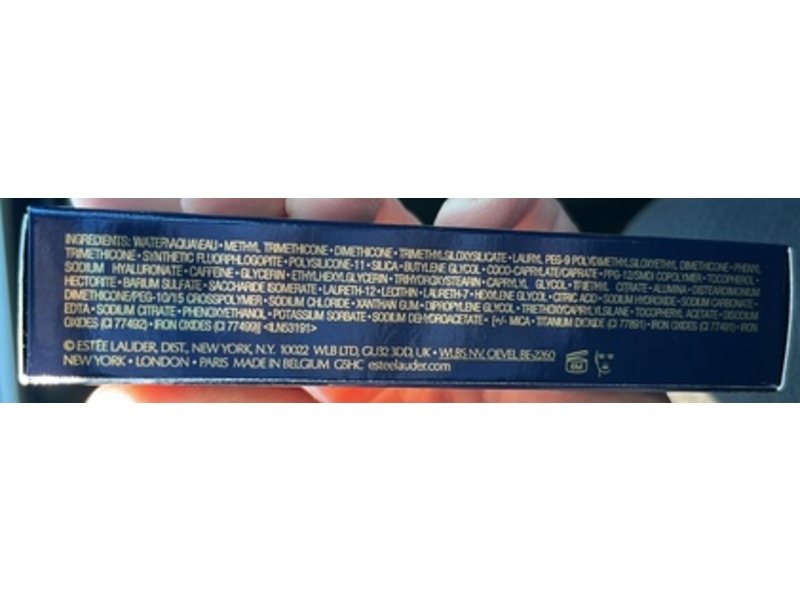 INGREDIENTS: WATER\AQUA\EAU • METHYL TRIMETHICONE • DIMETHICONE • TRIMETHYLSILOXYSILICATE • LAURYL PEG-9 POLYDIMETHYLSILOXYETHYL DIMETHICONE • PHENYL
TRIMETHICONE • SYNTHETIC FLUORPHLOGOPITE • POLYSILICONE-11 • SILICA • BUTYLENE GLYCOL • COCO-CAPRYLATE/CAPRATE • PPG-12/SMDI COPOLYMER • TOCOPHEROL •
SODIUM HYALURONATE • CAFFEINE • GLYCERIN • ETHYLHEXYLGLYCERIN • TRIHYDROXYSTEARIN • CAPRYLYL GLYCOL • TRIETHYL CITRATE • ALUMINA • DISTEARDIMONIUM
HECTORITE • BARIUM SULFATE • SACCHARIDE ISOMERATE • LAURETH-12 • LECITHIN • LAURETH-7 • HEXYLENE GLYCOL • CITRIC ACID • SODIUM HYDROXIDE • SODIUM CARBONATE •
DIMETHICONE/PEG-10/15 CROSSPOLYMER • SODIUM CHLORIDE • XANTHAN GUM • DIPROPYLENE GLYCOL • TRIETHOXYCAPRYLYLSILANE • TOCOPHERYL ACETATE • DISODIUM
EDTA • SODIUM CITRATE • PHENOXYETHANOL • POTASSIUM SORBATE • SODIUM DEHYDROACETATE • [+/- MICA • TITANIUM DIOXIDE (CI 77891) • IRON OXIDES (CI 77491) • IRON
OXIDES (CI 77492) • IRON OXIDES (CI 77499)] <ILN53191>
© ESTĒE LAUDER, DIST., NEW YORK, N.Y. 10022 WLB LTD, GU32 3DD, UK • WLBS NV, OEVEL BE-2260
NEW YORK • LONDON • PARIS MADE IN BELGIUM GSHC esteelauder.com
6M